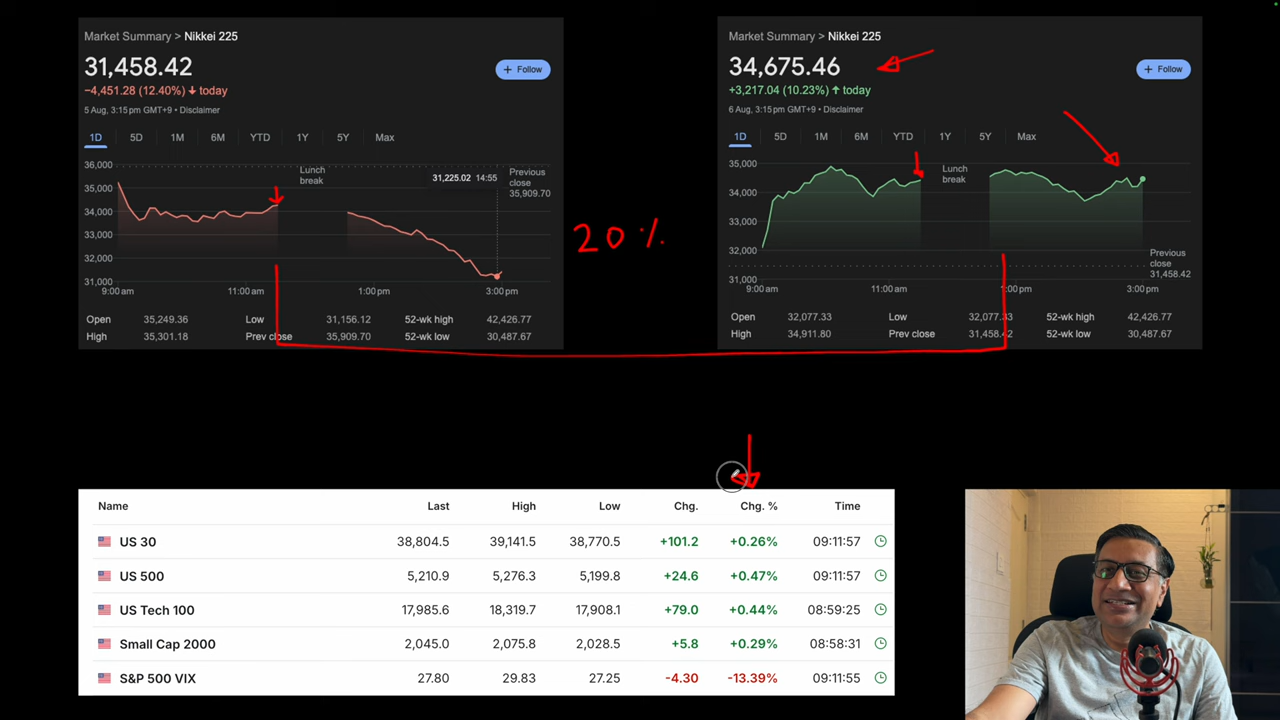 Market Summary > Nikkei 225
31,458.42
+ Follow
−4,451.28 (12.40%) ↓ today
5 Aug, 3:15 pm GMT+9 • Disclaimer
1D 5D 1M 6M YTD 1Y 5Y Max
36,000
35,000
34,000
33,000
32,000
31,000
Lunch
break
31,225.02 14:55
Previous
close
35,909.70
9:00 am 11:00 am 1:00 pm 3:00 pm
Open 35,249.36 Low 31,156.12 52-wk high 42,426.77
High 35,301.18 Prev close 35,909.70 52-wk low 30,487.67
20 %
Market Summary > Nikkei 225
34,675.46
+ Follow
+3,217.04 (10.23%) ↑ today
6 Aug, 3:15 pm GMT+9 • Disclaimer
1D 5D 1M 6M YTD 1Y 5Y Max
35,000
34,000
33,000
32,000
31,000
Lunch
break
Previous
close
31,458.42
9:00 am 11:00 am 1:00 pm 3:00 pm
Open 32,077.33 Low 32,077.33 52-wk high 42,426.77
High 34,911.80 Prev close 31,458.42 52-wk low 30,487.67
Name Last High Low Chg. Chg. % Time
US 30 38,804.5 39,141.5 38,770.5 +101.2 +0.26% 09:11:57
US 500 5,210.9 5,276.3 5,199.8 +24.6 +0.47% 09:11:57
US Tech 100 17,985.6 18,319.7 17,908.1 +79.0 +0.44% 08:59:25
Small Cap 2000 2,045.0 2,075.8 2,028.5 +5.8 +0.29% 08:58:31
S&P 500 VIX 27.80 29.83 27.25 -4.30 -13.39% 09:11:55